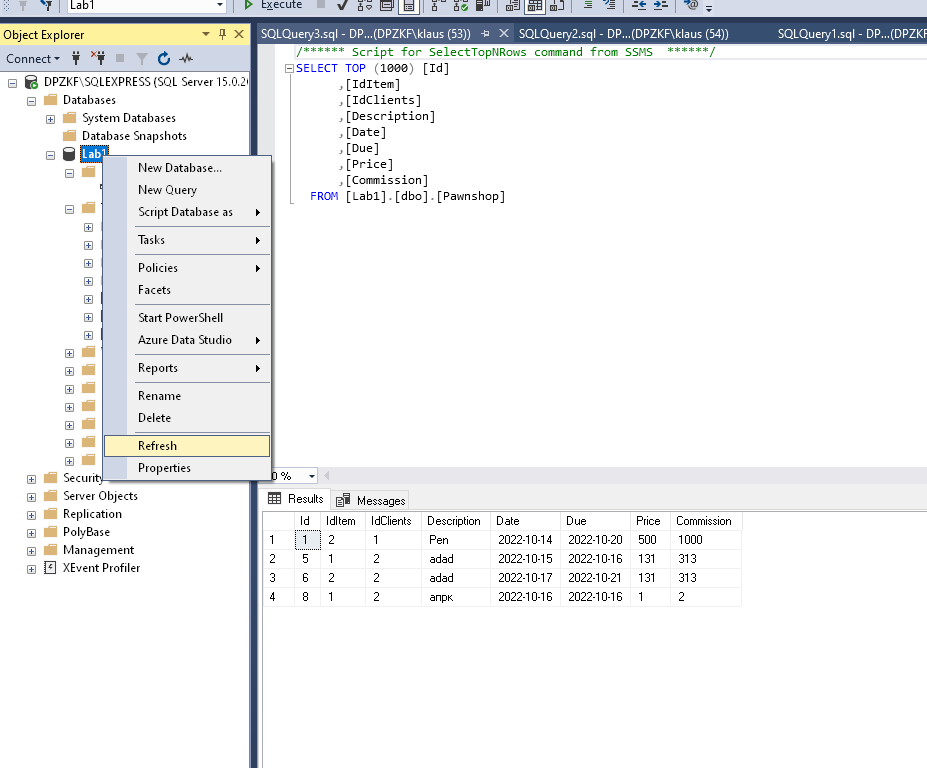 Lab1
Execute
Object Explorer
SQLQuery3.sql - DP...(DPZKF\klaus (53))
SQLQuery2.sql - DP...(DPZKF\klaus (54))
SQLQuery1.sql - DP...(DPZKF
Connect
DPZKF\SQLEXPRESS (SQL Server 15.0.20
Databases
System Databases
Database Snapshots
Lab1
Security
Server Objects
Replication
PolyBase
Management
XEvent Profiler
New Database...
New Query
Script Database as
Tasks
Policies
Facets
Start PowerShell
Azure Data Studio
Reports
Rename
Delete
Refresh
Properties
/****** Script for SelectTopNRows command from SSMS ******/
SELECT TOP (1000) [Id]
,[IdItem]
,[IdClients]
,[Description]
,[Date]
,[Due]
,[Price]
,[Commission]
FROM [Lab1].[dbo].[Pawnshop]
0 %
Results Messages
Id IdItem IdClients Description Date Due Price Commission
1 1 2 1 Pen 2022-10-14 2022-10-20 500 1000
2 5 1 2 adad 2022-10-15 2022-10-16 131 313
3 6 2 2 adad 2022-10-17 2022-10-21 131 313
4 8 1 2 апрк 2022-10-16 2022-10-16 1 2